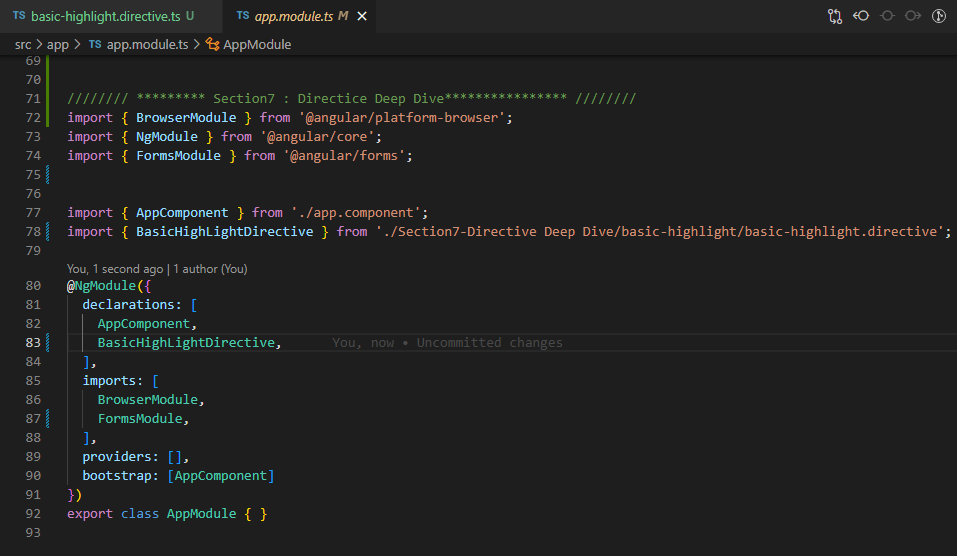 TS basic-highlight.directive.ts U TS app.module.ts M ×
src > app > TS app.module.ts > AppModule
69
70
71 //////// ********* Section7 : Directice Deep Dive**************** ////////
72 import { BrowserModule } from '@angular/platform-browser';
73 import { NgModule } from '@angular/core';
74 import { FormsModule } from '@angular/forms';
75
76
77 import { AppComponent } from './app.component';
78 import { BasicHighLightDirective } from './Section7-Directive Deep Dive/basic-highlight/basic-highlight.directive';
79
You, 1 second ago | 1 author (You)
80 @NgModule({
81 declarations: [
82 AppComponent,
83 BasicHighLightDirective, You, now • Uncommitted changes
84 ],
85 imports: [
86 BrowserModule,
87 FormsModule,
88 ],
89 providers: [],
90 bootstrap: [AppComponent]
91 })
92 export class AppModule { }
93